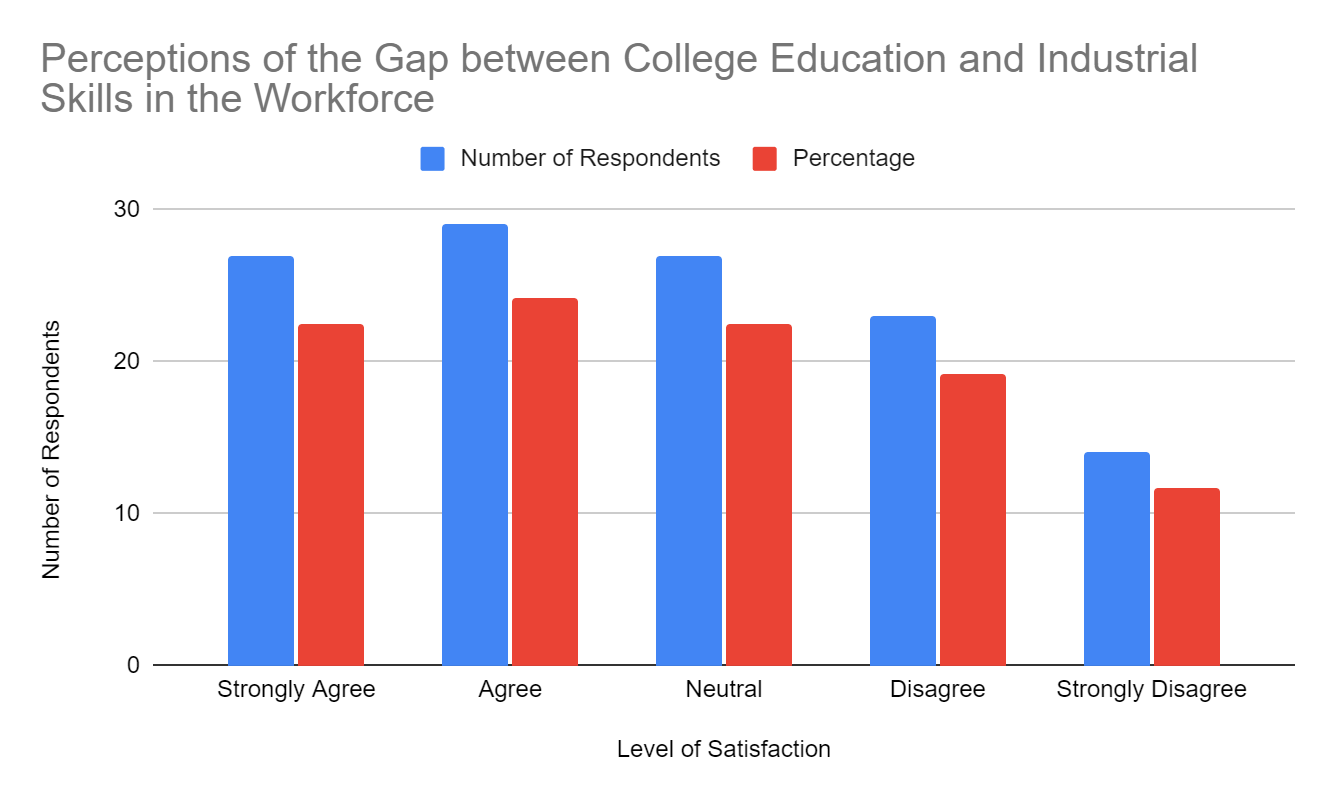 Perceptions of the Gap between College Education and Industrial
Skills in the Workforce
Number of Respondents Percentage
30
20
10
0
Number of Respondents
Strongly Agree Agree Neutral Disagree Strongly Disagree
Level of Satisfaction